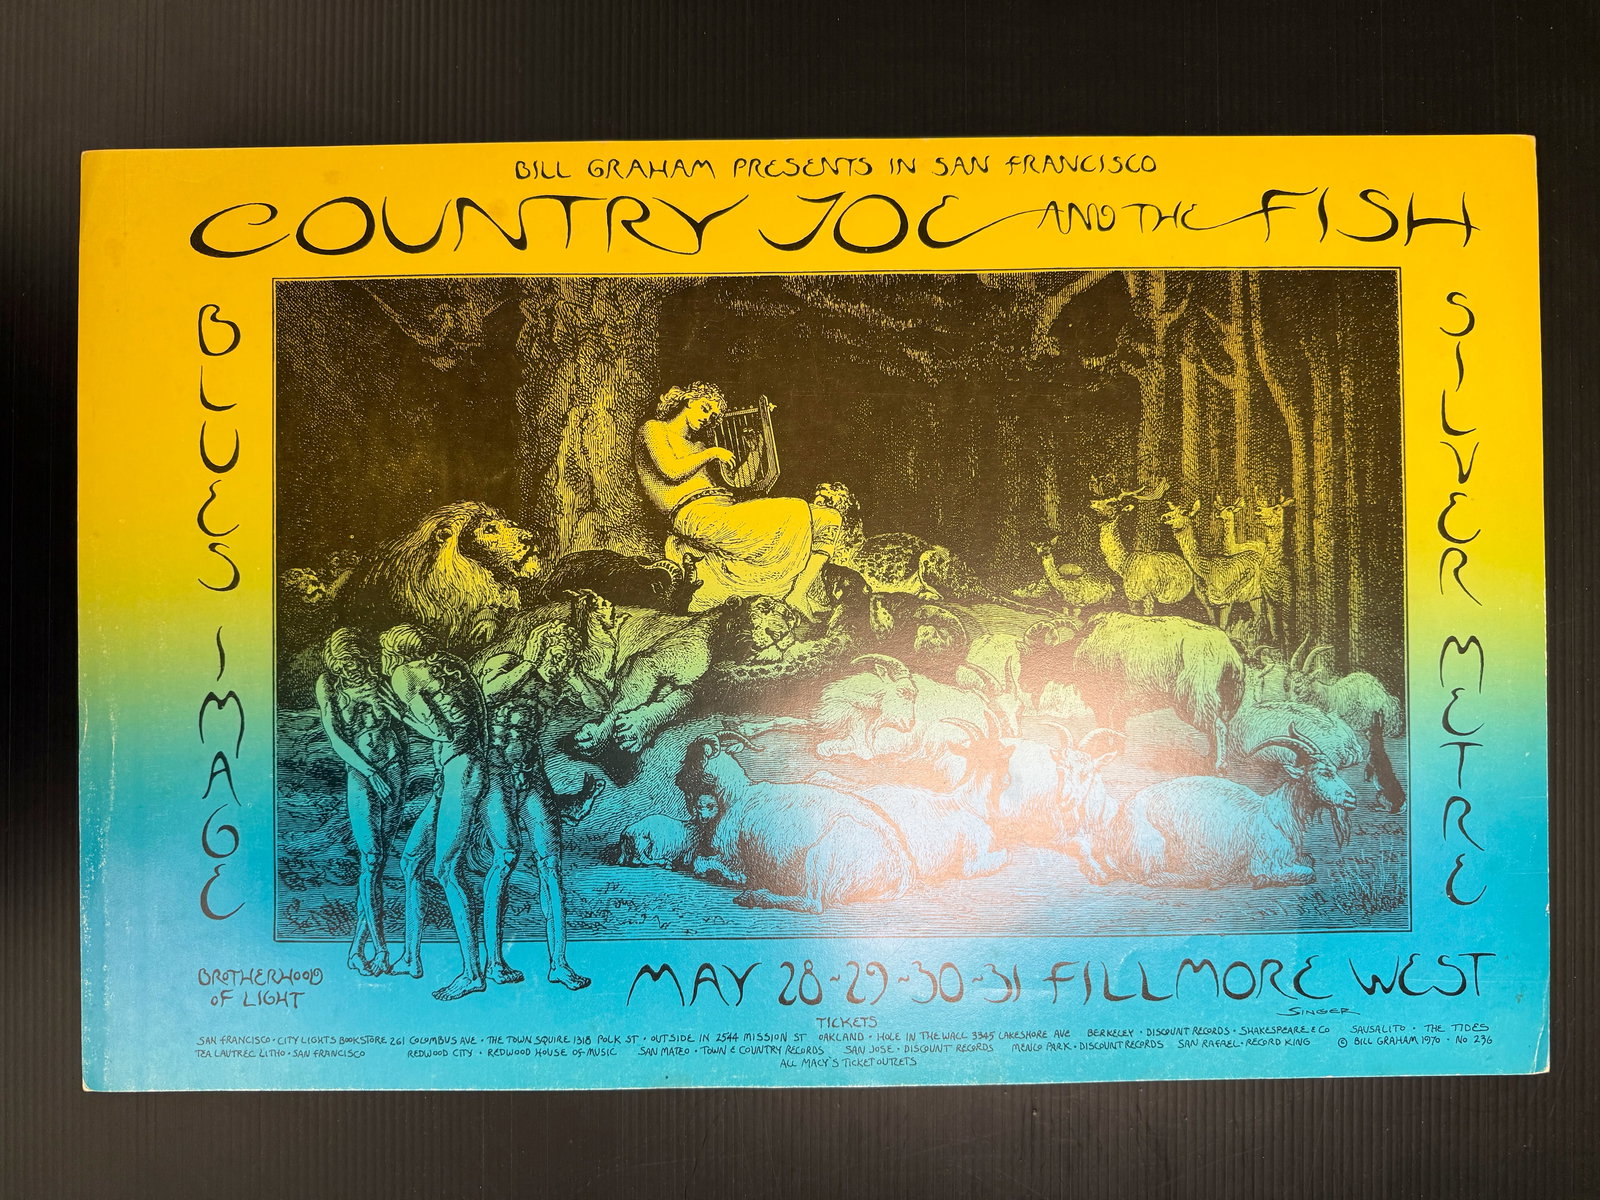 BILL GRAHAM PRESENTS IN SAN FRANCISCO
COUNTRY JOE AND THE FISH
BLUES IMAGE
SILVER METRE
BROTHERHOOD
OF LIGHT
MAY 28~29~30~31 FILLMORE WEST
SINGER
TICKETS
SAN FRANCISCO · CITY LIGHTS BOOKSTORE 261 COLOMBUS AVE · THE TOWN SQUIRE 1318 POLK ST · OUTSIDE IN 2544 MISSION ST OAKLAND · HOLE IN THE WALL 3345 LAKESHORE AVE BERKELEY · DISCOUNT RECORDS · SHAKESPEARE & CO SAUSALITO · THE TIDES
TEA LAUTREC LITHO · SAN FRANCISCO REDWOOD CITY · REDWOOD HOUSE OF MUSIC SAN MATEO · TOWN & COUNTRY RECORDS SAN JOSE · DISCOUNT RECORDS MENLO PARK · DISCOUNT RECORDS SAN RAFAEL · RECORD KING © BILL GRAHAM 1970 · NO 236
ALL MACY'S TICKET OUTLETS